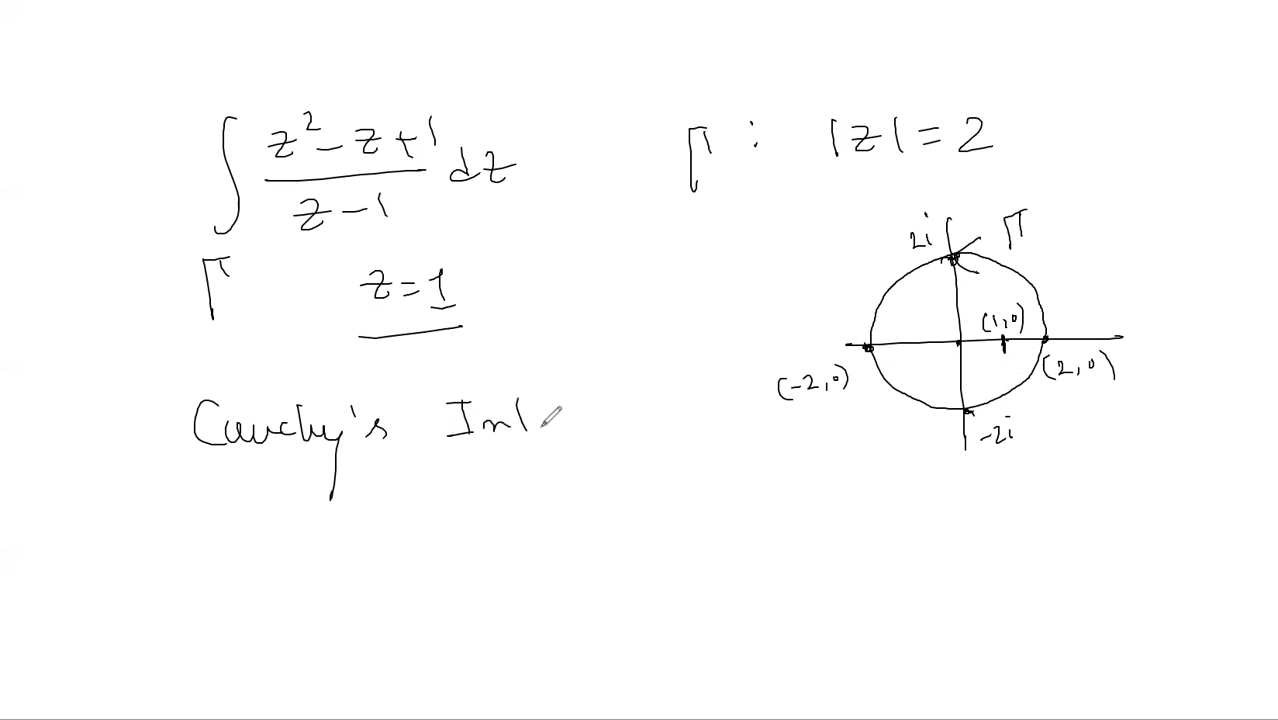 ∫ z² - z + 1 / z - 1 dz
Γ
z = 1
Cauchy's Int
Γ : |z| = 2
2i
Γ
(1,0)
(-2,0)
(2,0)
-2i